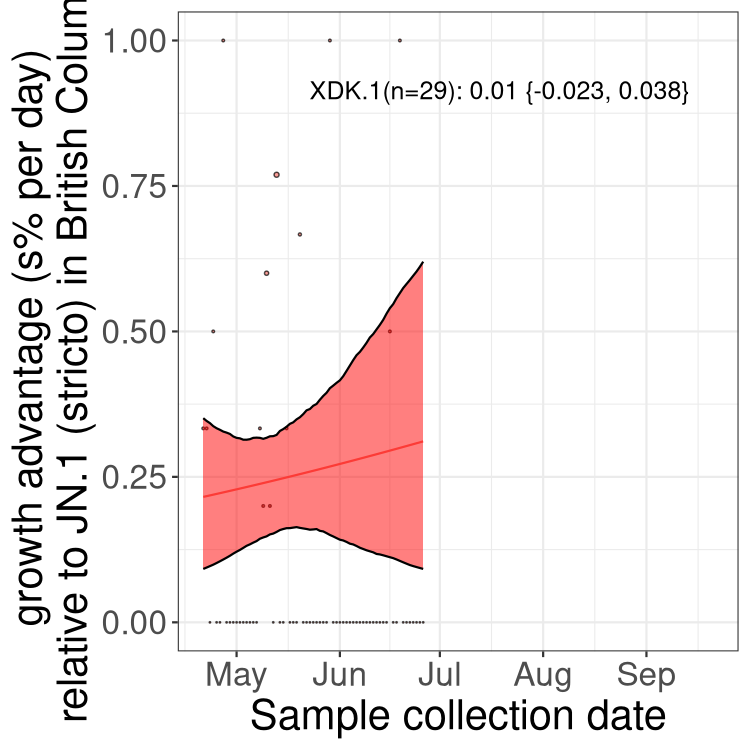 growth advantage (s% per day)
relative to JN.1 (stricto) in British Colum
1.00
0.75
0.50
0.25
0.00
XDK.1(n=29): 0.01 {-0.023, 0.038}
May Jun Jul Aug Sep
Sample collection date